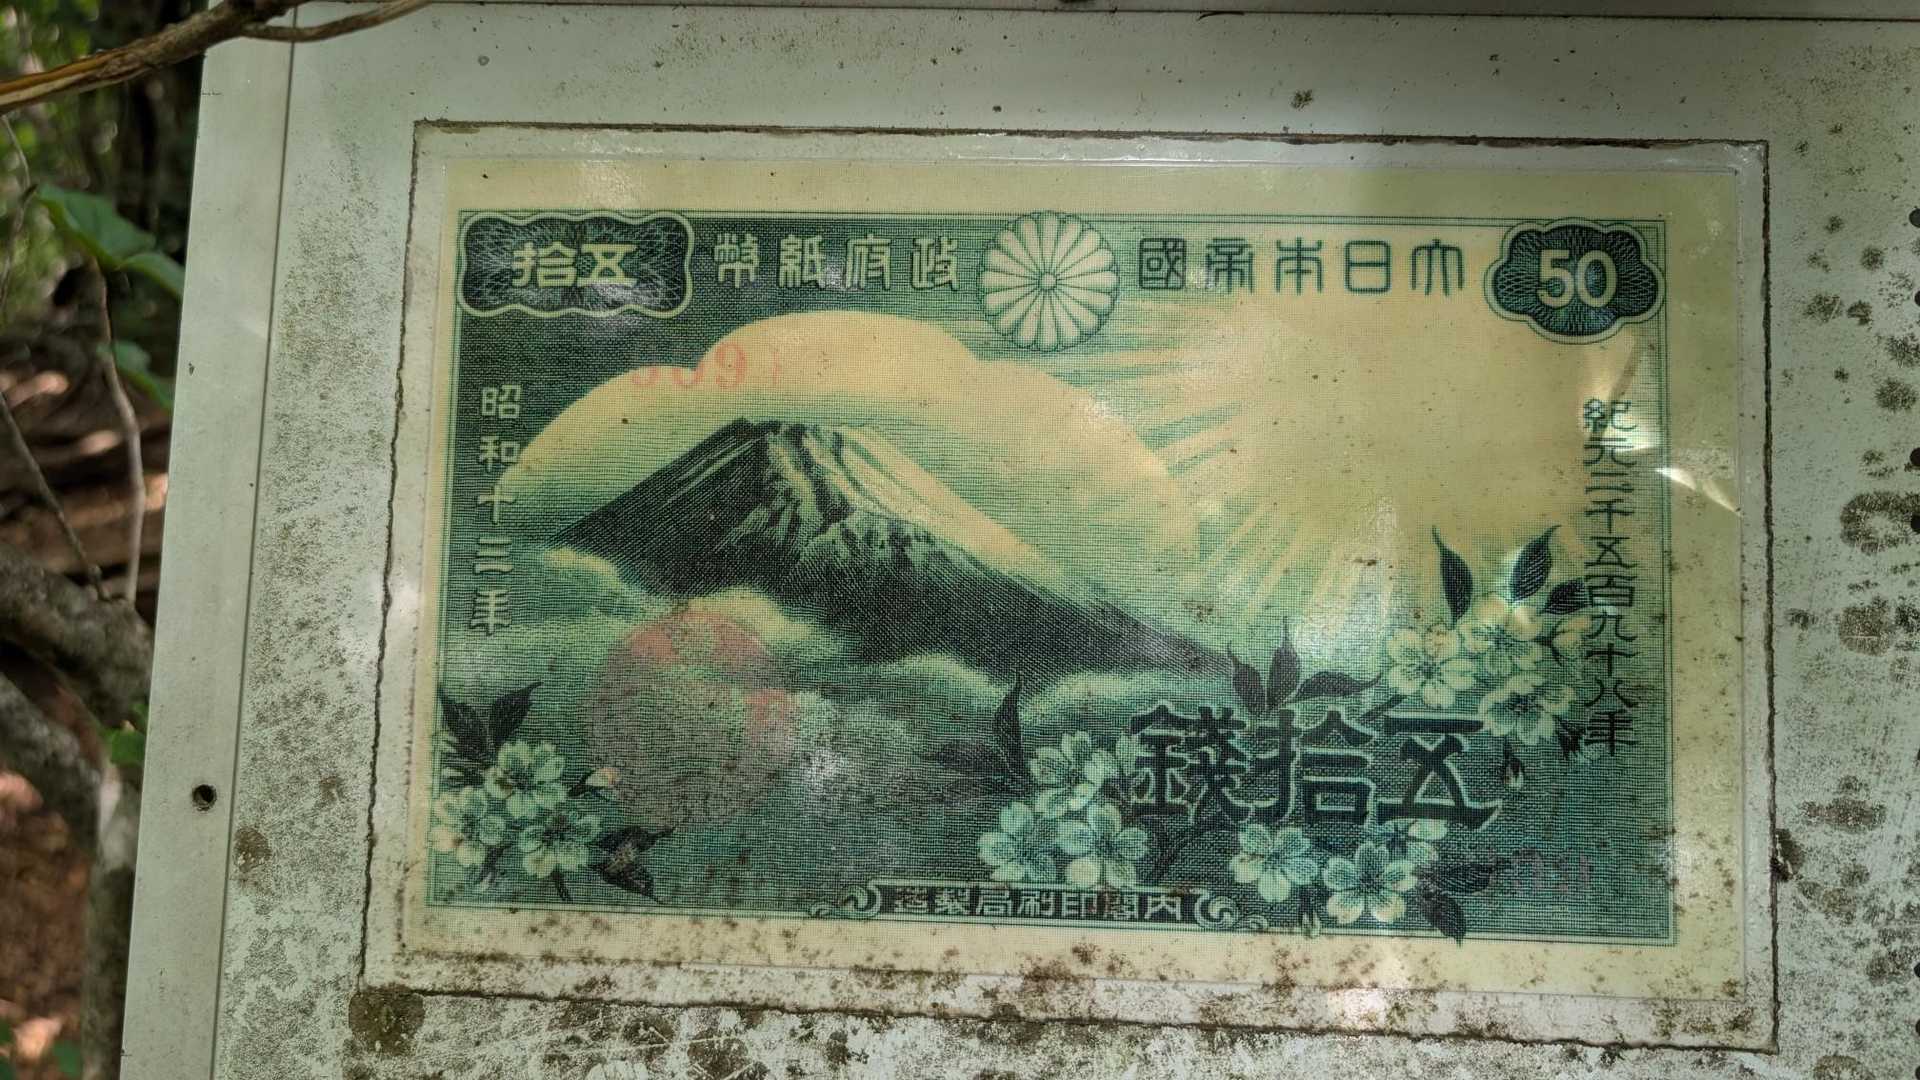 50
大日本帝國政府紙幣
五拾
紀元二千五百九十八年
昭和十三年
五拾錢
内閣印刷局製造